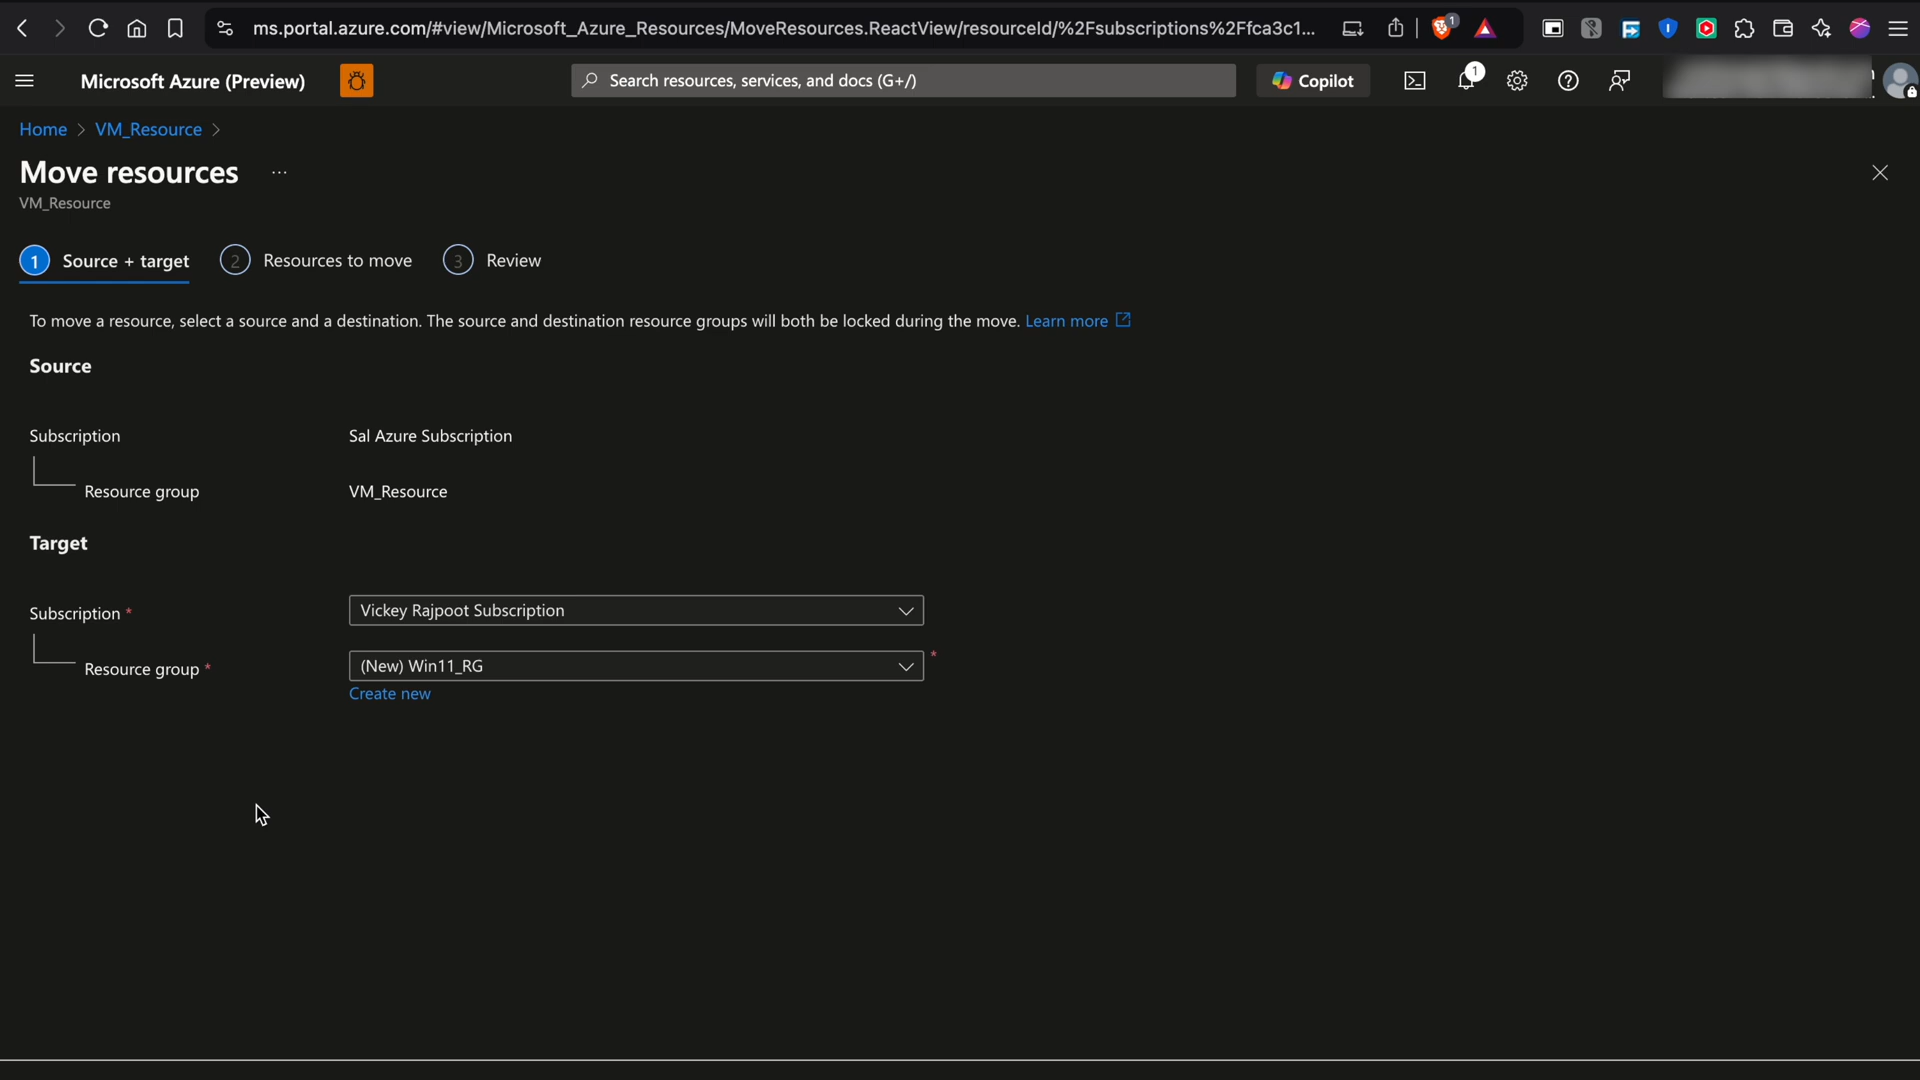 ms.portal.azure.com/#view/Microsoft_Azure_Resources/MoveResources.ReactView/resourceId/%2Fsubscriptions%2Ffca3c1...
1
Microsoft Azure (Preview)
Search resources, services, and docs (G+/)
Copilot
1
Home > VM_Resource >
Move resources ...
VM_Resource
1 Source + target
2 Resources to move
3 Review
To move a resource, select a source and a destination. The source and destination resource groups will both be locked during the move. Learn more
Source
Subscription Sal Azure Subscription
Resource group VM_Resource
Target
Subscription * Vickey Rajpoot Subscription
Resource group * (New) Win11_RG *
Create new